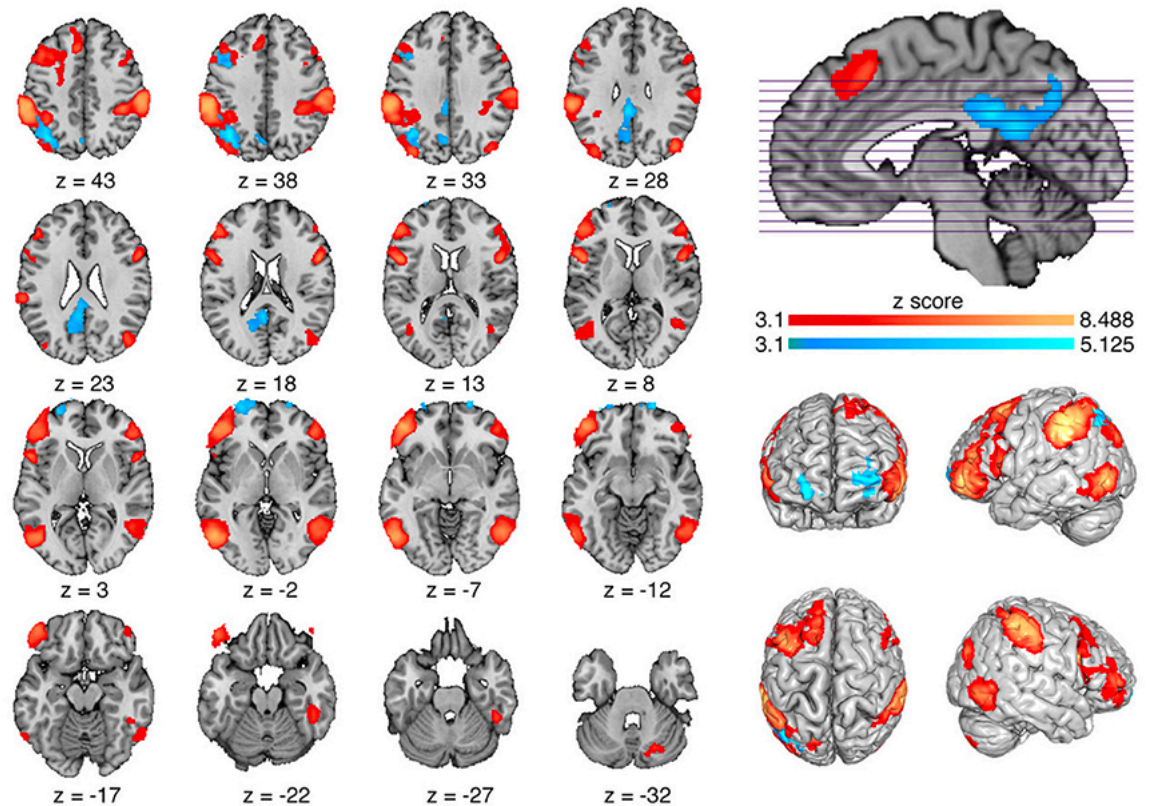 z = 43 z = 38 z = 33 z = 28
z = 23 z = 18 z = 13 z = 8
z = 3 z = -2 z = -7 z = -12
z = -17 z = -22 z = -27 z = -32
z score
3.1 8.488
3.1 5.125